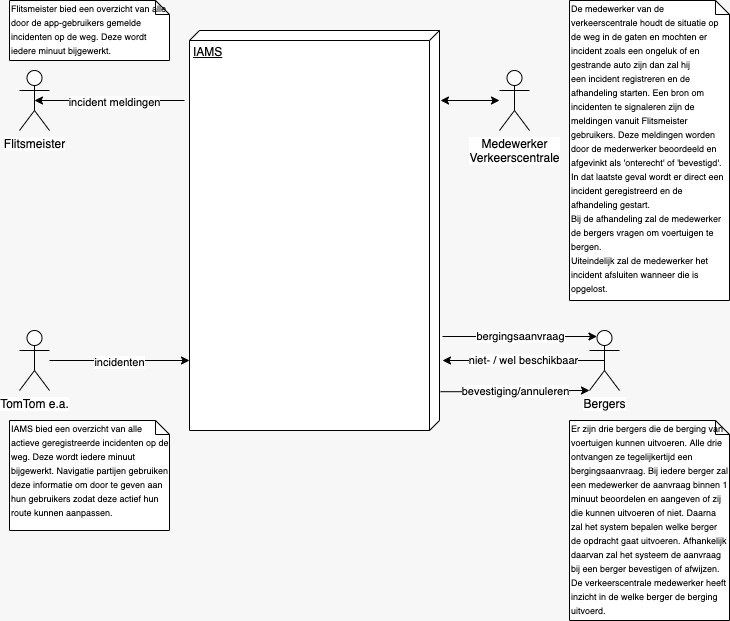 Flitsmeister bied een overzicht van alle
door de app-gebruikers gemelde
incidenten op de weg. Deze wordt
iedere minuut bijgewerkt.
IAMS
incident meldingen
Flitsmeister
Medewerker
Verkeerscentrale
De medewerker van de
verkeerscentrale houdt de situatie op
de weg in de gaten en mochten er
incident zoals een ongeluk of en
gestrande auto zijn dan zal hij
een incident registreren en de
afhandeling starten. Een bron om
incidenten te signaleren zijn de
meldingen vanuit Flitsmeister
gebruikers. Deze meldingen worden
door de mederwerker beoordeeld en
afgevinkt als 'onterecht' of 'bevestigd'.
In dat laatste geval wordt er direct een
incident geregistreerd en de
afhandeling gestart.
Bij de afhandeling zal de medewerker
de bergers vragen om voertuigen te
bergen.
Uiteindelijk zal de medewerker het
incident afsluiten wanneer die is
opgelost.
incidenten
TomTom e.a.
IAMS bied een overzicht van alle
actieve geregistreerde incidenten op de
weg. Deze wordt iedere minuut
bijgewerkt. Navigatie partijen gebruiken
deze informatie om door te geven aan
hun gebruikers zodat deze actief hun
route kunnen aanpassen.
bergingsaanvraag
niet- / wel beschikbaar
bevestiging/annuleren
Bergers
Er zijn drie bergers die de berging van
voertuigen kunnen uitvoeren. Alle drie
ontvangen ze tegelijkertijd een
bergingsaanvraag. Bij iedere berger zal
een medewerker de aanvraag binnen 1
minuut beoordelen en aangeven of zij
die kunnen uitvoeren of niet. Daarna
zal het system bepalen welke berger
de opdracht gaat uitvoeren. Afhankelijk
daarvan zal het systeem de aanvraag
bij een berger bevestigen of afwijzen.
De verkeerscentrale medewerker heeft
inzicht in de welke berger de berging
uitvoerd.